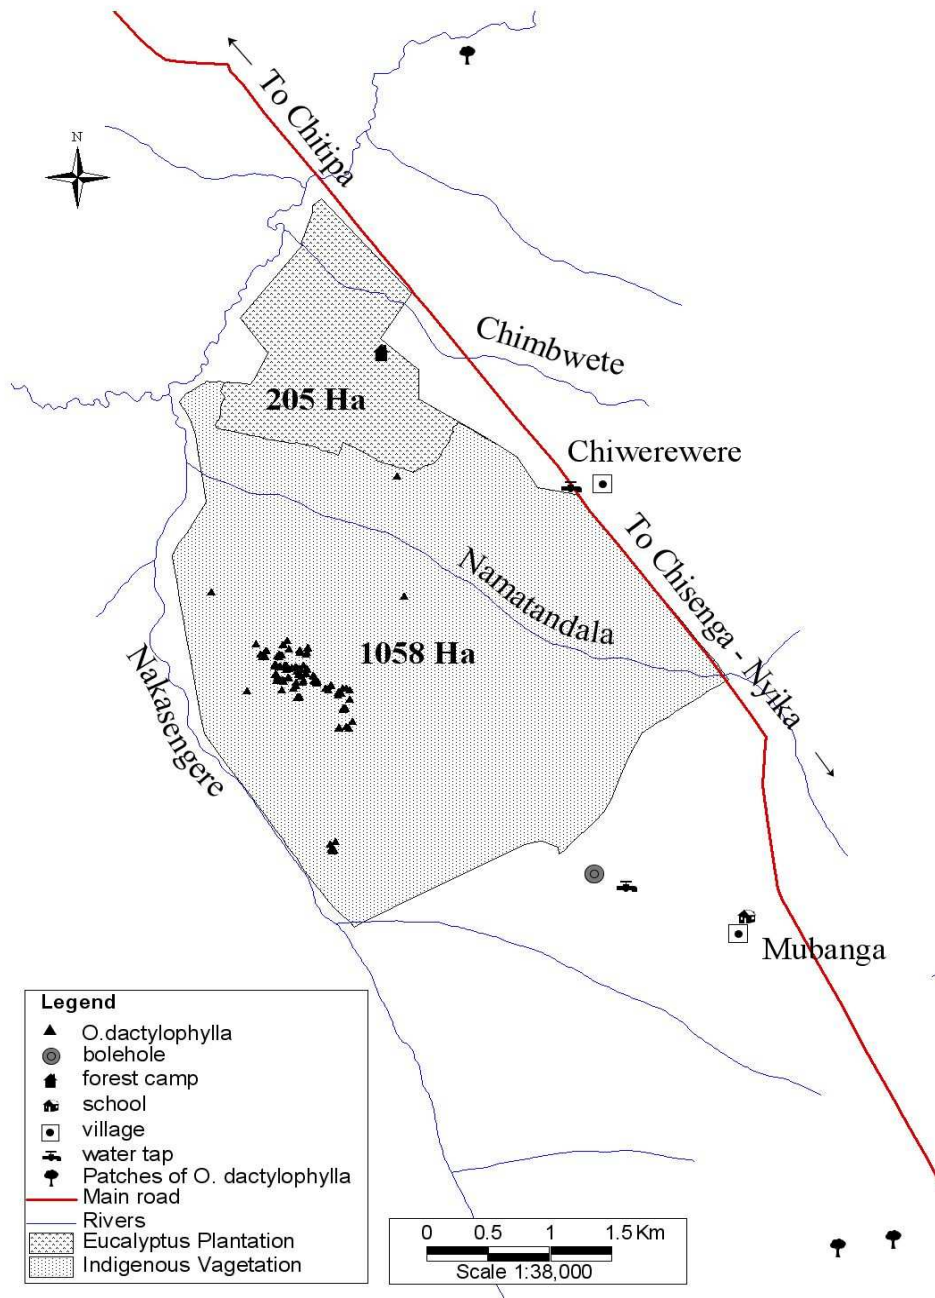 To Chitipa
N
Chimbwete
205 Ha
Chiwerewere
To Chisenga - Nyika
Namatandala
1058 Ha
Nakasengere
Mubanga
Legend
O.dactylophylla
bolehole
forest camp
school
village
water tap
Patches of O. dactylophylla
Main road
Rivers
Eucalyptus Plantation
Indigenous Vagetation
0 0.5 1 1.5 Km
Scale 1:38,000